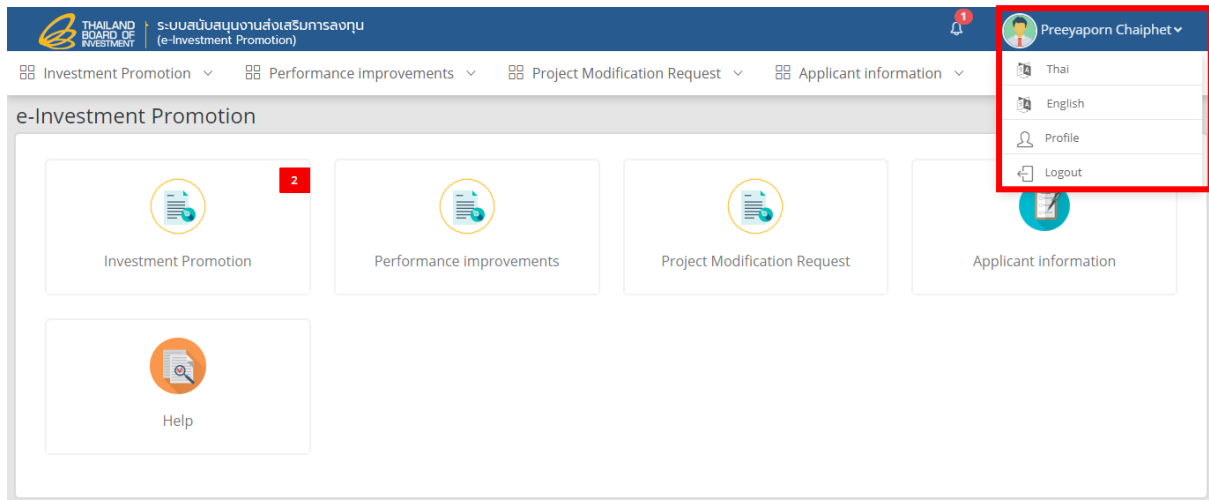 THAILAND
BOARD OF
INVESTMENT
ระบบสนับสนุนงานส่งเสริมการลงทุน
(e-Investment Promotion)
1
Preeyaporn Chaiphet
Investment Promotion
Performance improvements
Project Modification Request
Applicant information
Thai
English
Profile
Logout
e-Investment Promotion
2
Investment Promotion
Performance improvements
Project Modification Request
Applicant information
Help